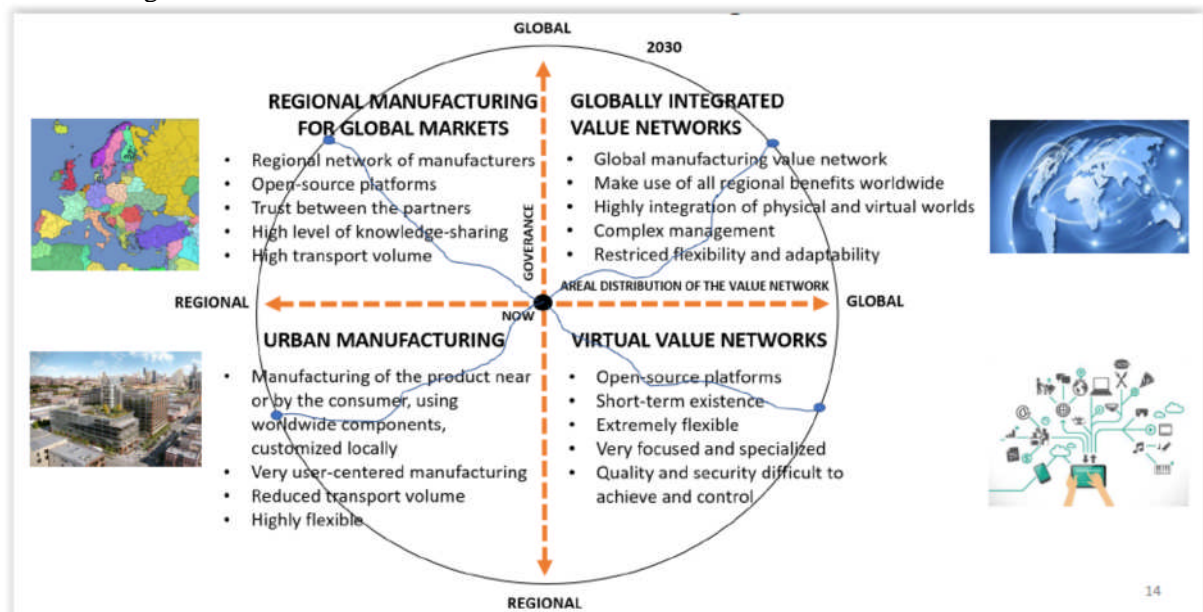 GLOBAL
2030
REGIONAL MANUFACTURING
FOR GLOBAL MARKETS
• Regional network of manufacturers
• Open-source platforms
• Trust between the partners
• High level of knowledge-sharing
• High transport volume
GLOBALLY INTEGRATED
VALUE NETWORKS
• Global manufacturing value network
• Make use of all regional benefits worldwide
• Highly integration of physical and virtual worlds
• Complex management
• Restriced flexibility and adaptability
GOVERANCE
AREAL DISTRIBUTION OF THE VALUE NETWORK
REGIONAL
GLOBAL
NOW
URBAN MANUFACTURING
• Manufacturing of the product near
or by the consumer, using
worldwide components,
customized locally
• Very user-centered manufacturing
• Reduced transport volume
• Highly flexible
VIRTUAL VALUE NETWORKS
• Open-source platforms
• Short-term existence
• Extremely flexible
• Very focused and specialized
• Quality and security difficult to
achieve and control
REGIONAL
14